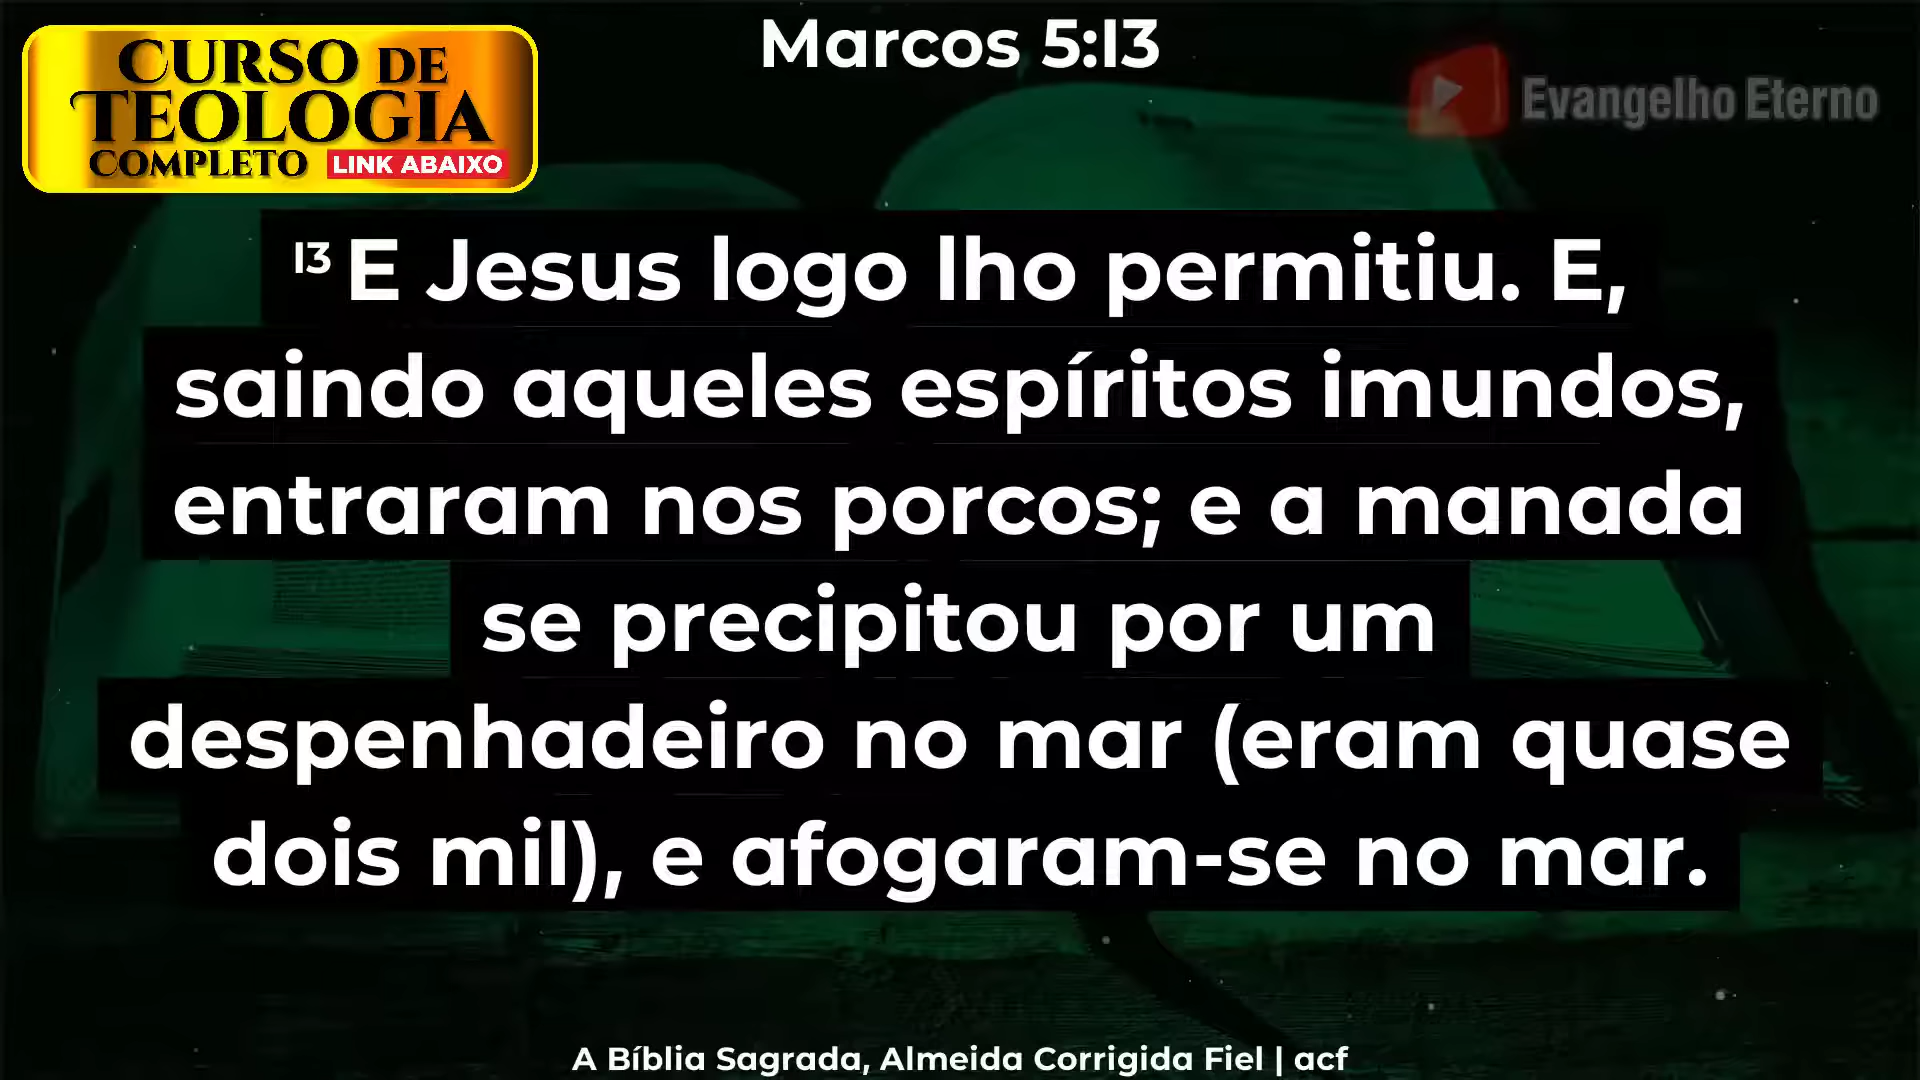 CURSO DE
TEOLOGIA
COMPLETO LINK ABAIXO
Marcos 5:13
Evangelho Eterno
13 E Jesus logo lho permitiu. E,
saindo aqueles espíritos imundos,
entraram nos porcos; e a manada
se precipitou por um
despenhadeiro no mar (eram quase
dois mil), e afogaram-se no mar.
A Bíblia Sagrada, Almeida Corrigida Fiel | acf